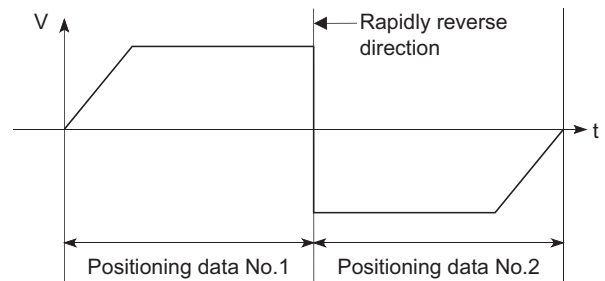 V
Rapidly reverse
direction
t
Positioning data No.1
Positioning data No.2